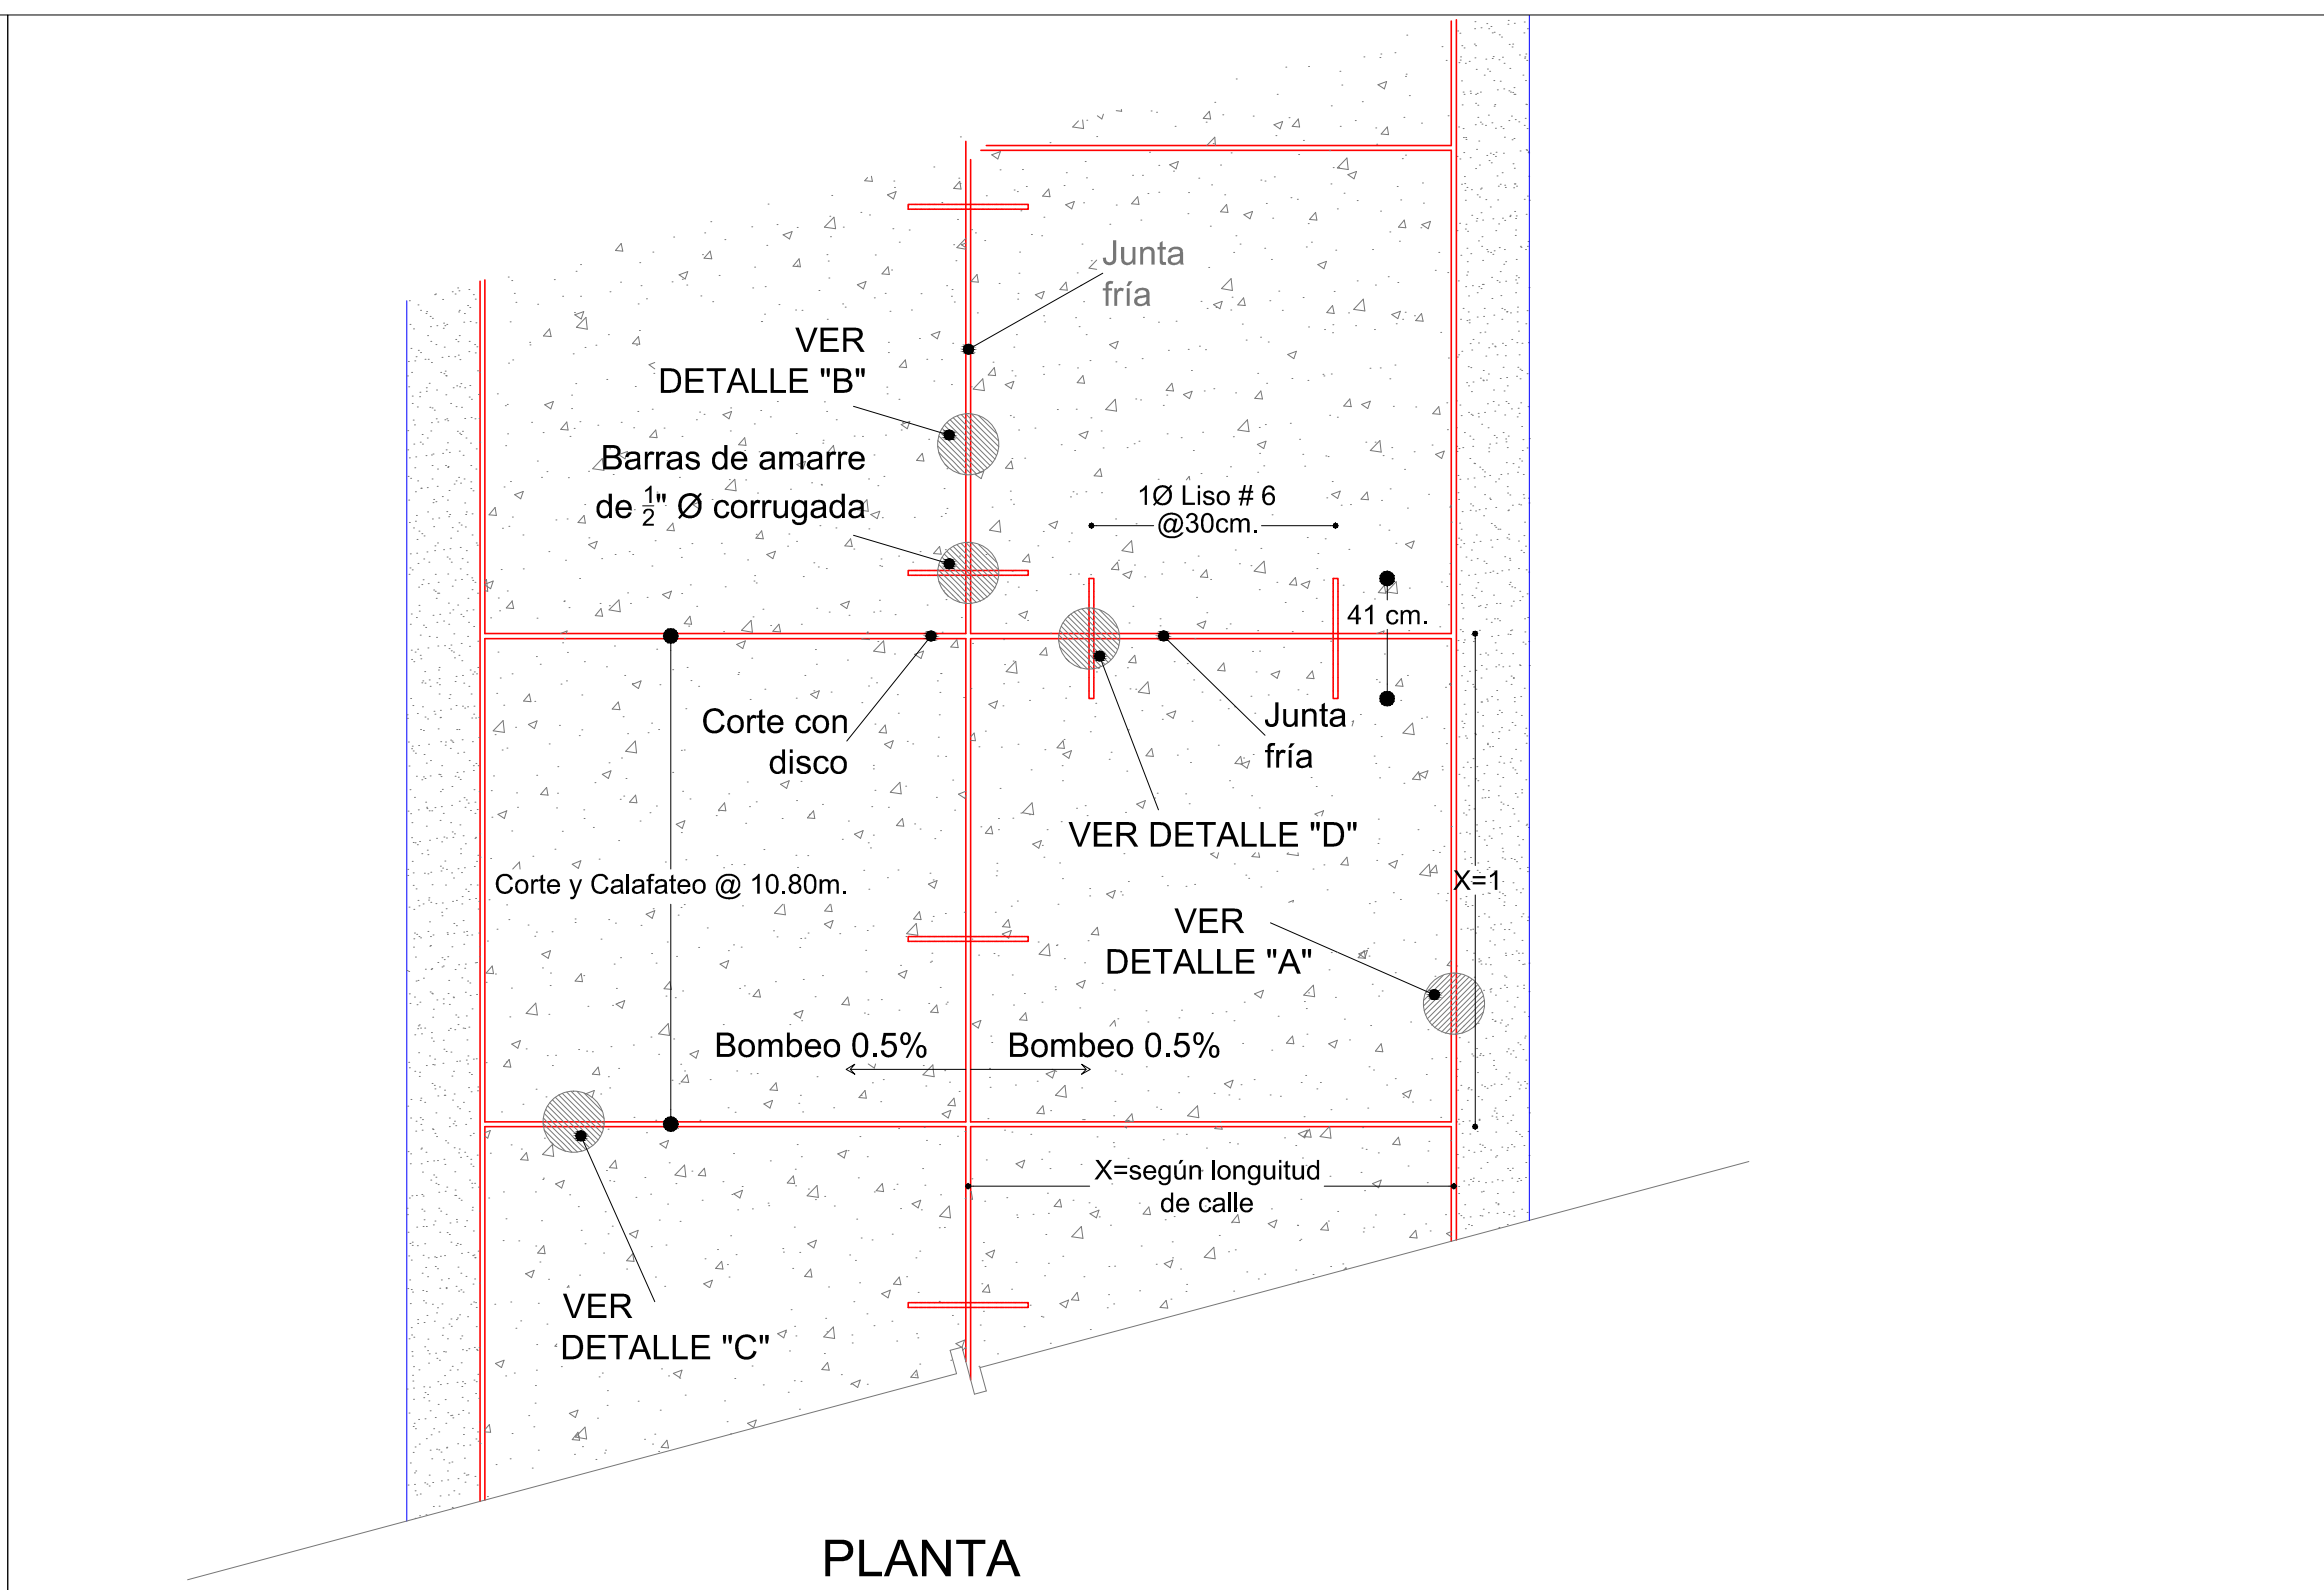 Junta
fría
VER
DETALLE "B"
Barras de amarre
de 1/2" Ø corrugada
1Ø Liso # 6
@30cm.
41 cm.
Corte con
disco
Junta
fría
VER DETALLE "D"
Corte y Calafateo @ 10.80m.
X=1
VER
DETALLE "A"
Bombeo 0.5%
Bombeo 0.5%
X=según longuitud
de calle
VER
DETALLE "C"
PLANTA